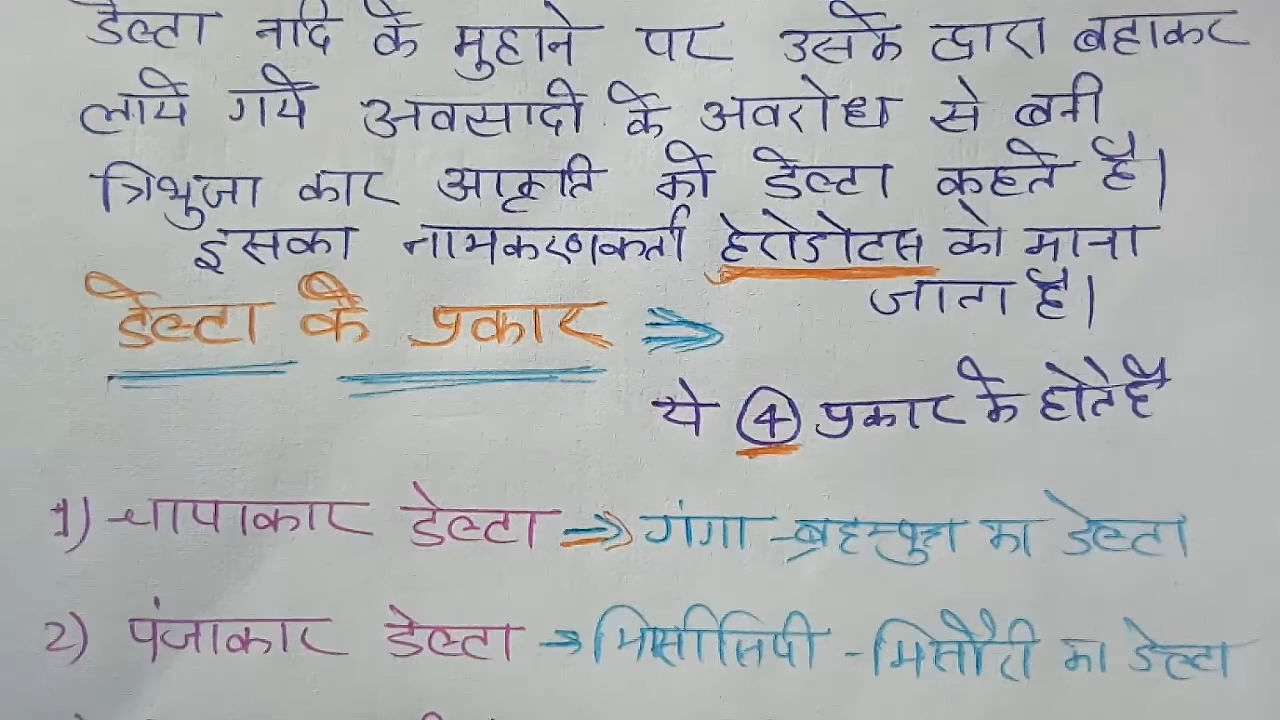 डेल्टा नदि के मुहाने पर उसके द्वारा बहाकर
लाये गये अवसादो के अवरोध से बनी
त्रिभुजा कार आकृति को डेल्टा कहते है।
इसका नामकरणकर्ता हेरोडोटस को माना
जाता है।
डेल्टा के प्रकार ⇒
ये 4 प्रकार के होते है
1) चापाकार डेल्टा → गंगा - ब्रह्मपुत्र का डेल्टा
2) पंजाकार डेल्टा → मिसीसिपी - मिसौरी का डेल्टा